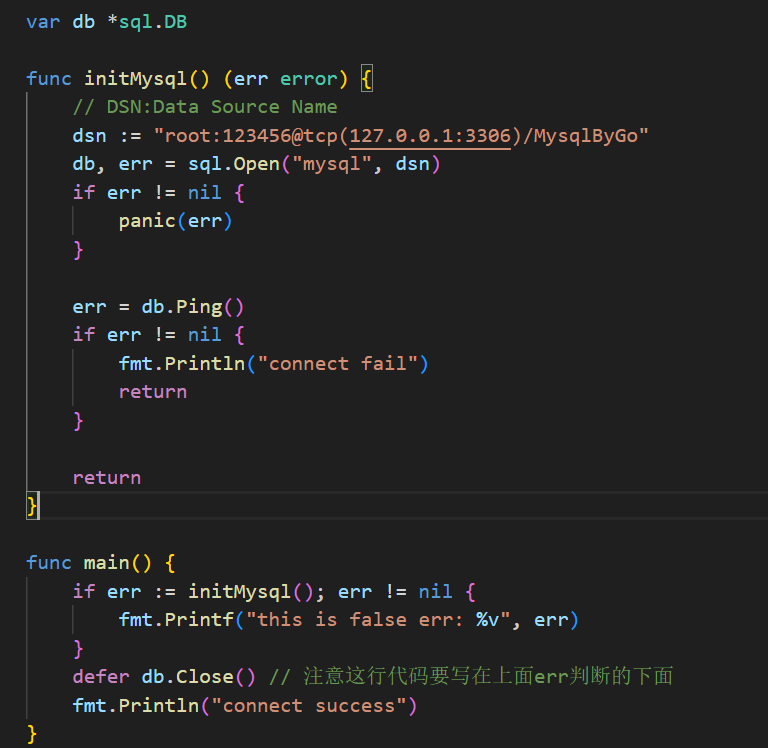 var db *sql.DB
func initMysql() (err error) {
// DSN:Data Source Name
dsn := "root:123456@tcp(127.0.0.1:3306)/MysqlByGo"
db, err = sql.Open("mysql", dsn)
if err != nil {
panic(err)
}
err = db.Ping()
if err != nil {
fmt.Println("connect fail")
return
}
return
}
func main() {
if err := initMysql(); err != nil {
fmt.Printf("this is false err: %v", err)
}
defer db.Close() // 注意这行代码要写在上面err判断的下面
fmt.Println("connect success")
}